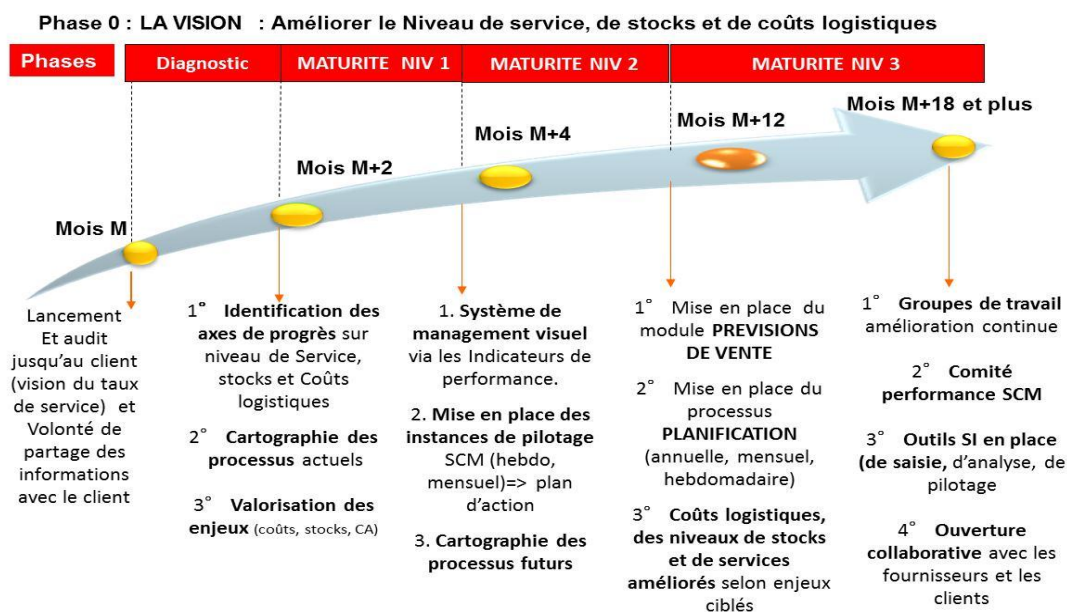 Phase 0 : LA VISION : Améliorer le Niveau de service, de stocks et de coûts logistiques
Phases
Diagnostic
MATURITE NIV 1
MATURITE NIV 2
MATURITE NIV 3
Mois M
Mois M+2
Mois M+4
Mois M+12
Mois M+18 et plus
Lancement
Et audit
jusqu'au client
(vision du taux
de service) et
Volonté de
partage des
informations
avec le client
1° Identification des
axes de progrès sur
niveau de Service,
stocks et Coûts
logistiques
2° Cartographie des
processus actuels
3° Valorisation des
enjeux (coûts, stocks, CA)
1. Système de
management visuel
via les Indicateurs de
performance.
2. Mise en place des
instances de pilotage
SCM (hebdo,
mensuel)=> plan
d'action
3. Cartographie des
processus futurs
1° Mise en place du
module PREVISIONS
DE VENTE
2° Mise en place du
processus
PLANIFICATION
(annuelle, mensuel,
hebdomadaire)
3° Coûts logistiques,
des niveaux de stocks
et de services
améliorés selon enjeux
ciblés
1° Groupes de travail
amélioration continue
2° Comité
performance SCM
3° Outils SI en place
(de saisie, d'analyse, de
pilotage
4° Ouverture
collaborative avec les
fournisseurs et les
clients